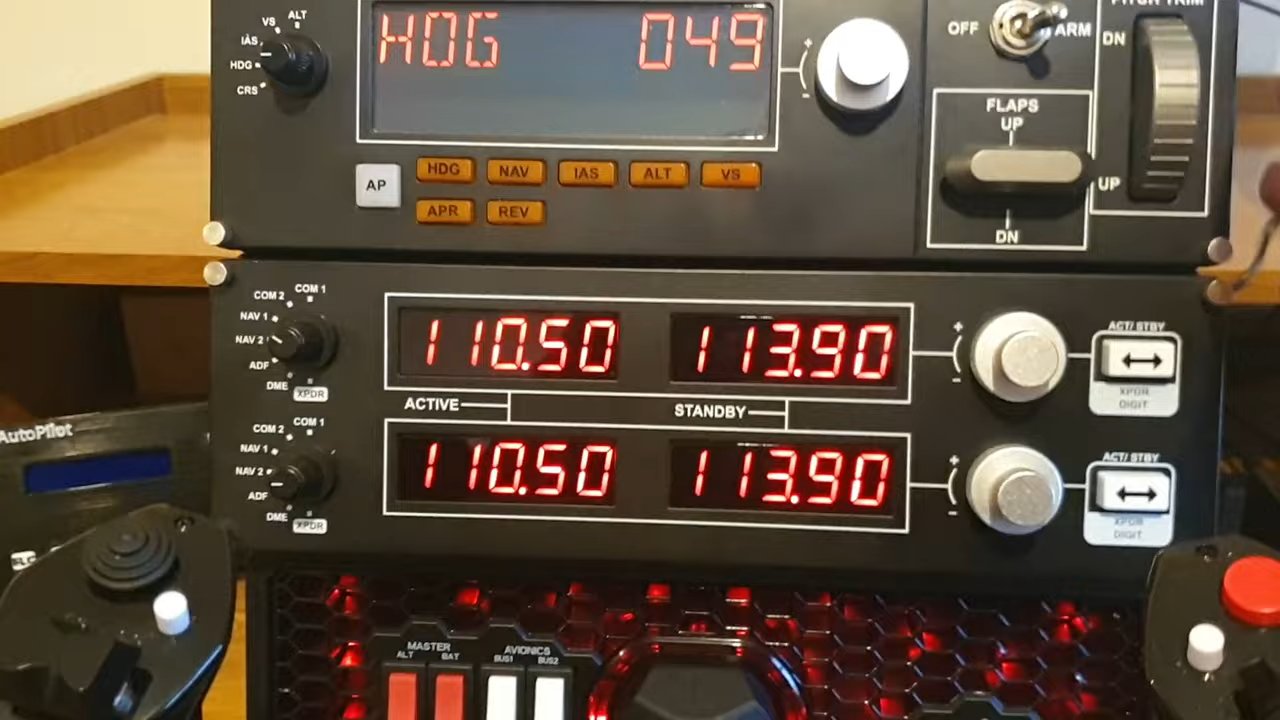 VS ALT
IAS
HDG
CRS
HDG 049
OFF ARM
PITCH TRIM
DN
UP
FLAPS
UP
DN
AP HDG NAV IAS ALT VS
APR REV
COM 2 COM 1
NAV 1
NAV 2
ADF
DME XPDR
110.50 113.90
ACT/ STBY
XPDR
DIGIT
ACTIVE STANDBY
COM 2 COM 1
NAV 1
NAV 2
ADF
DME XPDR
110.50 113.90
ACT/ STBY
XPDR
DIGIT
AutoPilot
MASTER
ALT BAT
AVIONICS
BUS1 BUS2